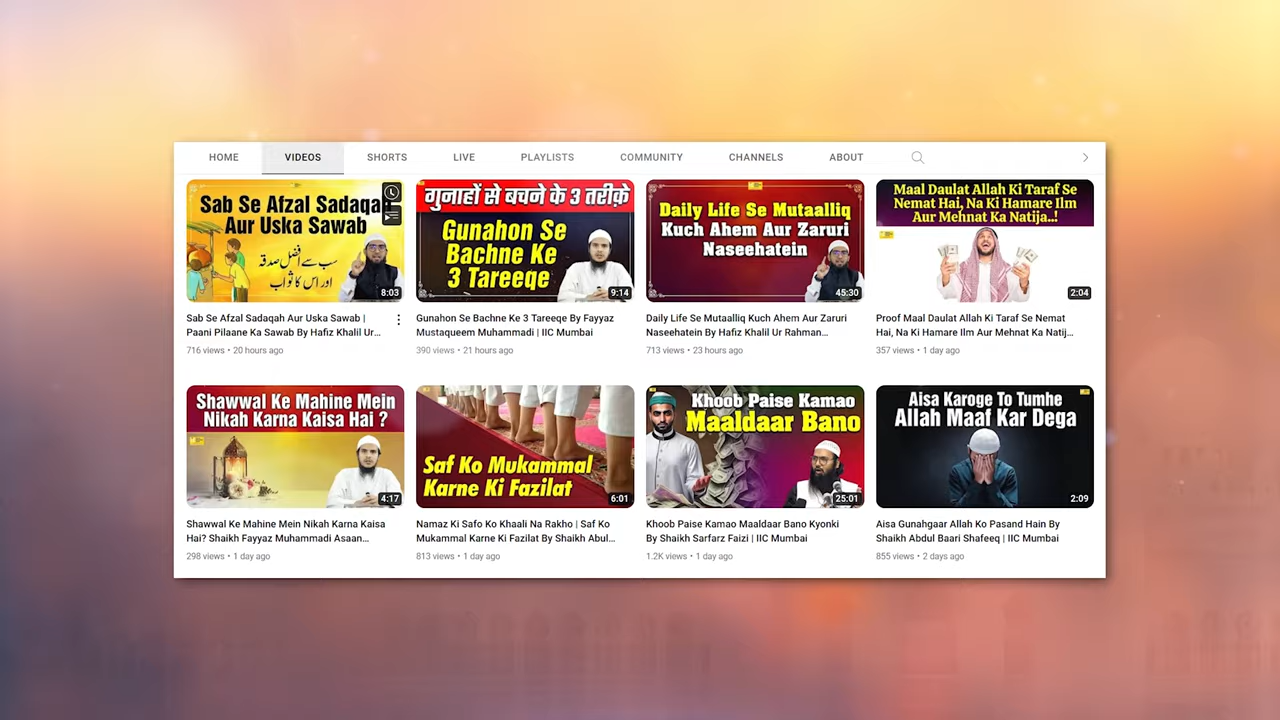 HOME VIDEOS SHORTS LIVE PLAYLISTS COMMUNITY CHANNELS ABOUT
Sab Se Afzal Sadaqah
Aur Uska Sawab
سب سے افضل صدقہ
اور اس کا ثواب
8:03
Sab Se Afzal Sadaqah Aur Uska Sawab |
Paani Pilaane Ka Sawab By Hafiz Khalil Ur...
716 views • 20 hours ago
गुनाहों से बचने के 3 तरीक़े
Gunahon Se
Bachne Ke
3 Tareeqe
9:14
Gunahon Se Bachne Ke 3 Tareeqe By Fayyaz
Mustaqueem Muhammadi | IIC Mumbai
390 views • 21 hours ago
Daily Life Se Mutaalliq
Kuch Ahem Aur Zaruri
Naseehatein
45:30
Daily Life Se Mutaalliq Kuch Ahem Aur Zaruri
Naseehatein By Hafiz Khalil Ur Rahman...
713 views • 23 hours ago
Maal Daulat Allah Ki Taraf Se
Nemat Hai, Na Ki Hamare Ilm
Aur Mehnat Ka Natija..!
2:04
Proof Maal Daulat Allah Ki Taraf Se Nemat
Hai, Na Ki Hamare Ilm Aur Mehnat Ka Natij...
357 views • 1 day ago
Shawwal Ke Mahine Mein
Nikah Karna Kaisa Hai ?
4:17
Shawwal Ke Mahine Mein Nikah Karna Kaisa
Hai? Shaikh Fayyaz Muhammadi Asaan...
298 views • 1 day ago
Saf Ko Mukammal
Karne Ki Fazilat
6:01
Namaz Ki Safo Ko Khaali Na Rakho | Saf Ko
Mukammal Karne Ki Fazilat By Shaikh Abul...
813 views • 1 day ago
Khoob Paise Kamao
Maaldaar Bano
25:01
Khoob Paise Kamao Maaldaar Bano Kyonki
By Shaikh Sarfarz Faizi | IIC Mumbai
1.2K views • 1 day ago
Aisa Karoge To Tumhe
Allah Maaf Kar Dega
2:09
Aisa Gunahgaar Allah Ko Pasand Hain By
Shaikh Abdul Baari Shafeeq | IIC Mumbai
855 views • 2 days ago